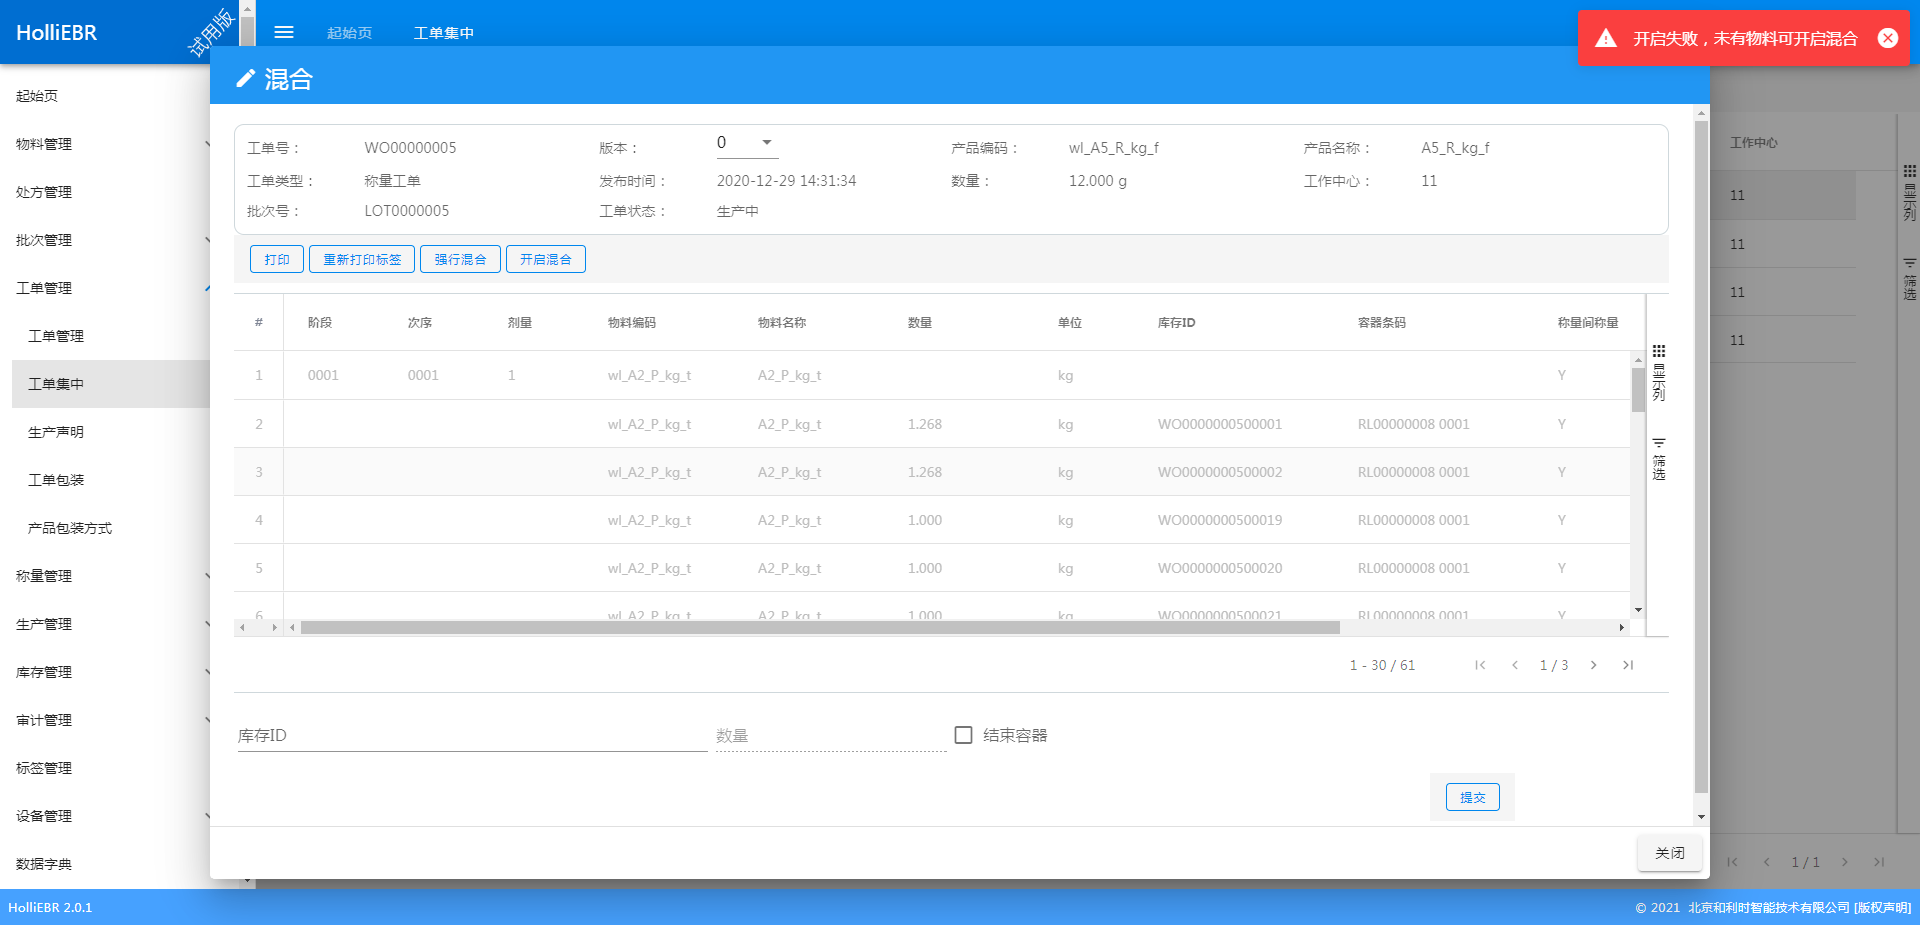 HolliEBR
试用版
起始页
工单集中
开启失败，未有物料可开启混合
混合
起始页
物料管理
处方管理
批次管理
工单管理
工单管理
工单集中
生产声明
工单包装
产品包装方式
称量管理
生产管理
库存管理
审计管理
标签管理
设备管理
数据字典
工单号： WO00000005 版本： 0 产品编码： wl_A5_R_kg_f 产品名称： A5_R_kg_f
工单类型： 称量工单 发布时间： 2020-12-29 14:31:34 数量： 12.000 g 工作中心： 11
批次号： LOT0000005 工单状态： 生产中
打印 重新打印标签 强行混合 开启混合
# 阶段 次序 剂量 物料编码 物料名称 数量 单位 库存ID 容器条码 称量间称量
1 0001 0001 1 wl_A2_P_kg_t A2_P_kg_t kg Y
2 wl_A2_P_kg_t A2_P_kg_t 1.268 kg WO0000000500001 RL00000008 0001 Y
3 wl_A2_P_kg_t A2_P_kg_t 1.268 kg WO0000000500002 RL00000008 0001 Y
4 wl_A2_P_kg_t A2_P_kg_t 1.000 kg WO0000000500019 RL00000008 0001 Y
5 wl_A2_P_kg_t A2_P_kg_t 1.000 kg WO0000000500020 RL00000008 0001 Y
6 wl_A2_P_kg_t A2_P_kg_t 1.000 kg WO0000000500021 RL00000008 0001 Y
显示列
筛选
1 - 30 / 61 1 / 3
库存ID 数量 结束容器
提交
关闭
工作中心
11
11
11
11
显示列
筛选
1 / 1
HolliEBR 2.0.1
© 2021 北京和利时智能技术有限公司 [版权声明]